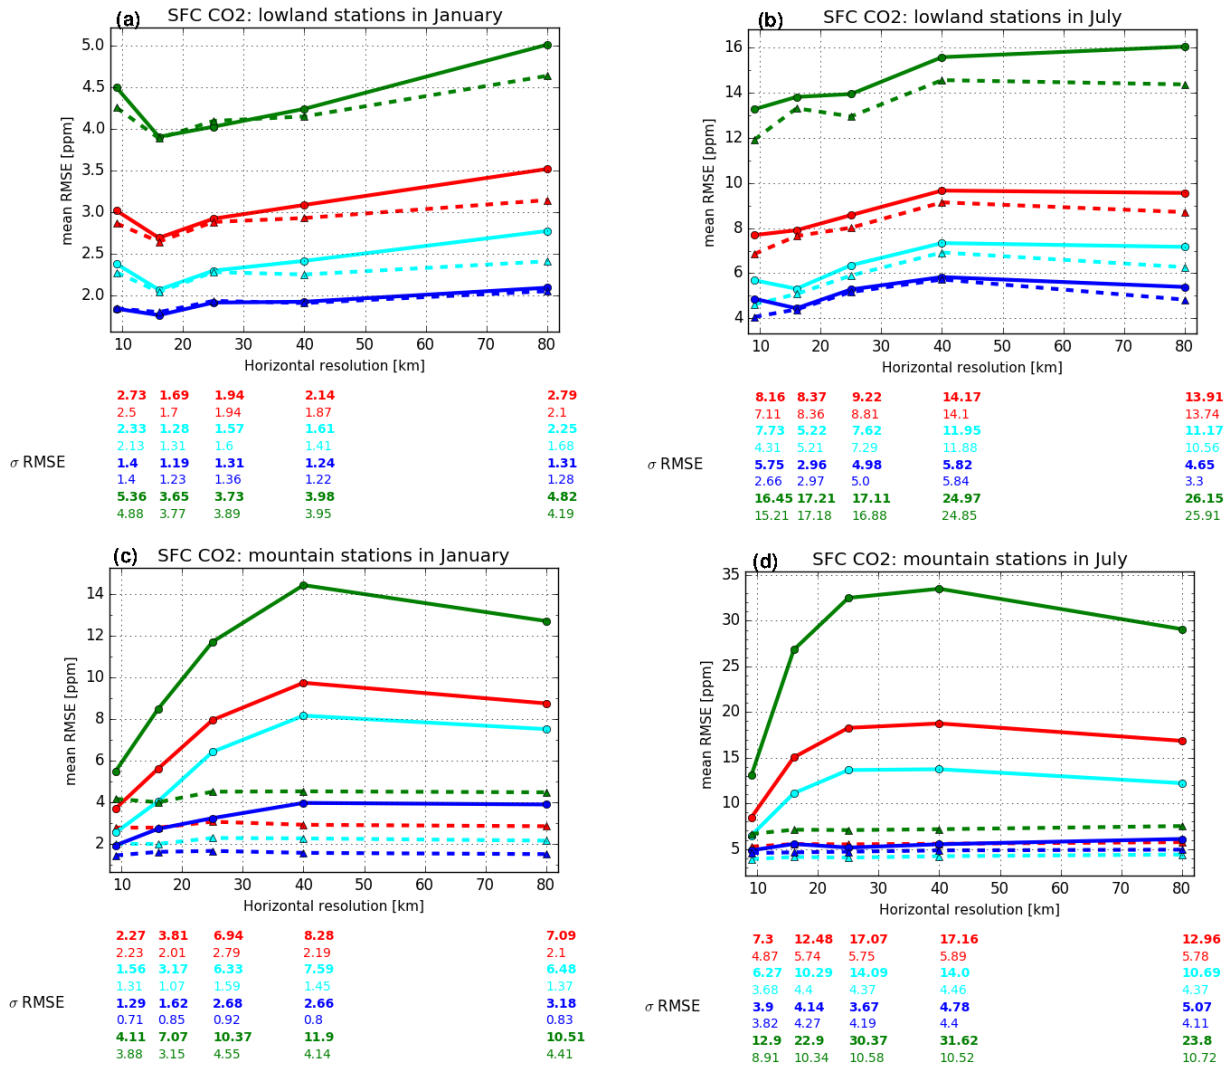 (a) SFC CO2: lowland stations in January
5.0
4.5
4.0
3.5
3.0
2.5
2.0
mean RMSE [ppm]
10 20 30 40 50 60 70 80
Horizontal resolution [km]
2.73 1.69 1.94 2.14 2.79
2.5 1.7 1.94 1.87 2.1
2.33 1.28 1.57 1.61 2.25
2.13 1.31 1.6 1.41 1.68
σ RMSE
1.4 1.19 1.31 1.24 1.31
1.4 1.23 1.36 1.22 1.28
5.36 3.65 3.73 3.98 4.82
4.88 3.77 3.89 3.95 4.19
(b) SFC CO2: lowland stations in July
16
14
12
10
8
6
4
mean RMSE [ppm]
10 20 30 40 50 60 70 80
Horizontal resolution [km]
8.16 8.37 9.22 14.17 13.91
7.11 8.36 8.81 14.1 13.74
7.73 5.22 7.62 11.95 11.17
4.31 5.21 7.29 11.88 10.56
σ RMSE
5.75 2.96 4.98 5.82 4.65
2.66 2.97 5.0 5.84 3.3
16.45 17.21 17.11 24.97 26.15
15.21 17.18 16.88 24.85 25.91
(c) SFC CO2: mountain stations in January
14
12
10
8
6
4
2
mean RMSE [ppm]
10 20 30 40 50 60 70 80
Horizontal resolution [km]
2.27 3.81 6.94 8.28 7.09
2.23 2.01 2.79 2.19 2.1
1.56 3.17 6.33 7.59 6.48
1.31 1.07 1.59 1.45 1.37
σ RMSE
1.29 1.62 2.68 2.66 3.18
0.71 0.85 0.92 0.8 0.83
4.11 7.07 10.37 11.9 10.51
3.88 3.15 4.55 4.14 4.41
(d) SFC CO2: mountain stations in July
35
30
25
20
15
10
5
mean RMSE [ppm]
10 20 30 40 50 60 70 80
Horizontal resolution [km]
7.3 12.48 17.07 17.16 12.96
4.87 5.74 5.75 5.89 5.78
6.27 10.29 14.09 14.0 10.69
3.68 4.4 4.37 4.46 4.37
σ RMSE
3.9 4.14 3.67 4.78 5.07
3.82 4.27 4.19 4.4 4.11
12.9 22.9 30.37 31.62 23.8
8.91 10.34 10.58 10.52 10.72